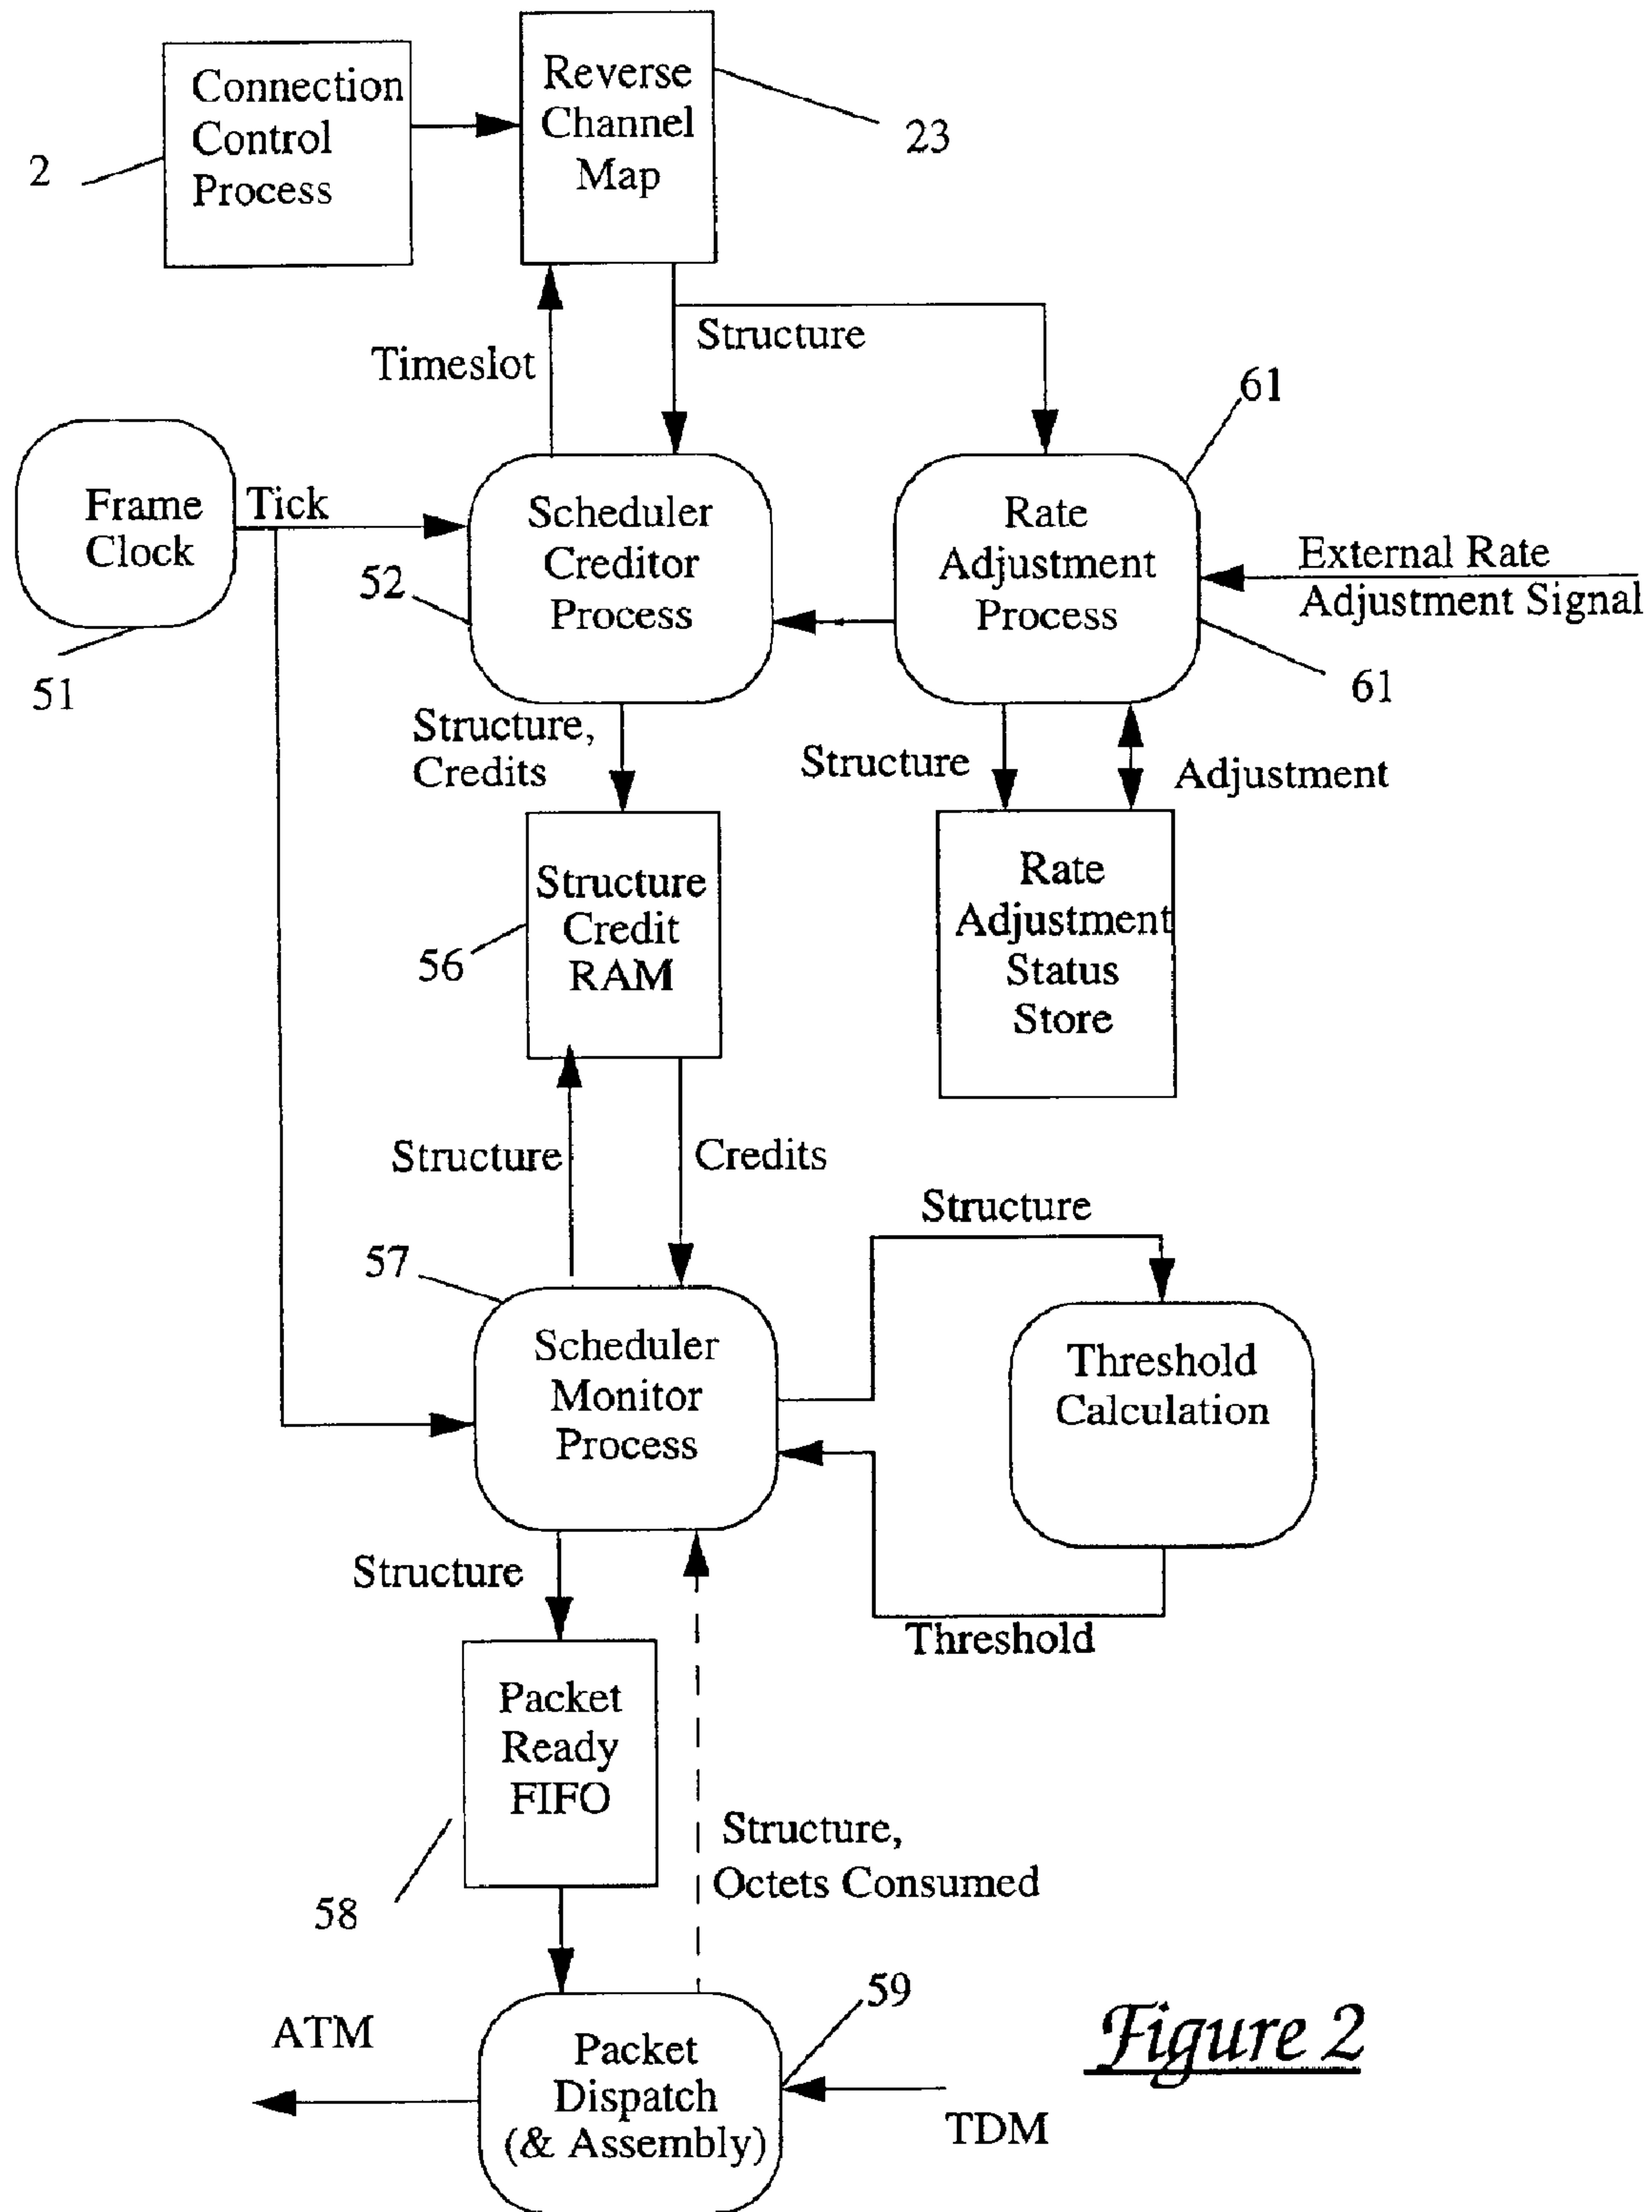 Connection
Control
Process
2
Reverse
Channel
Map
23
Timeslot
Structure
61
Frame
Clock
Tick
51
Scheduler
Creditor
Process
52
Rate
Adjustment
Process
External Rate
Adjustment Signal
61
Structure,
Credits
Structure
Adjustment
Structure
Credit
RAM
56
Rate
Adjustment
Status
Store
Structure
Credits
Structure
57
Scheduler
Monitor
Process
Threshold
Calculation
Structure
Threshold
Packet
Ready
FIFO
58
Structure,
Octets Consumed
59
ATM
Packet
Dispatch
(& Assembly)
TDM
Figure 2